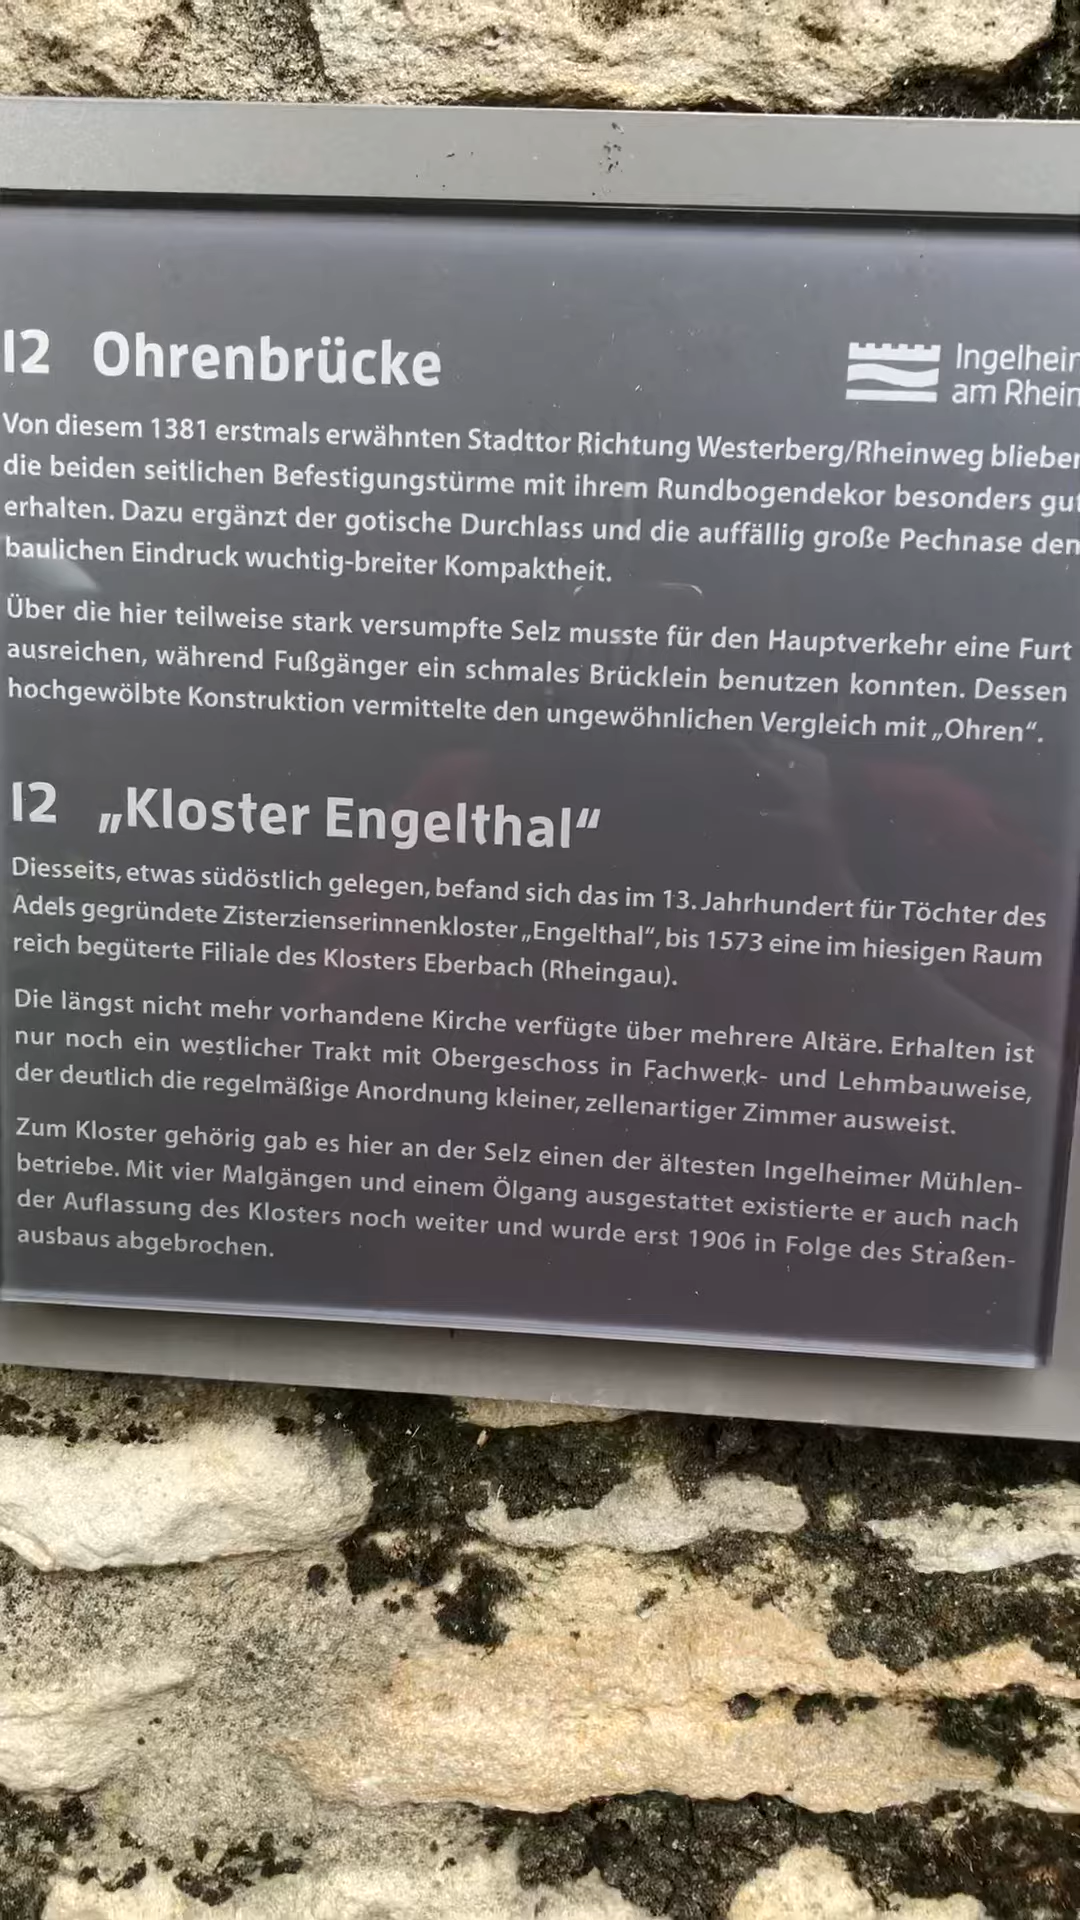 I2 Ohrenbrücke
Ingelheim
am Rhein
Von diesem 1381 erstmals erwähnten Stadttor Richtung Westerberg/Rheinweg blieben
die beiden seitlichen Befestigungstürme mit ihrem Rundbogendekor besonders gut
erhalten. Dazu ergänzt der gotische Durchlass und die auffällig große Pechnase den
baulichen Eindruck wuchtig-breiter Kompaktheit.
Über die hier teilweise stark versumpfte Selz musste für den Hauptverkehr eine Furt
ausreichen, während Fußgänger ein schmales Brücklein benutzen konnten. Dessen
hochgewölbte Konstruktion vermittelte den ungewöhnlichen Vergleich mit „Ohren“.
I2 „Kloster Engelthal“
Diesseits, etwas südöstlich gelegen, befand sich das im 13. Jahrhundert für Töchter des
Adels gegründete Zisterzienserinnenkloster „Engelthal“, bis 1573 eine im hiesigen Raum
reich begüterte Filiale des Klosters Eberbach (Rheingau).
Die längst nicht mehr vorhandene Kirche verfügte über mehrere Altäre. Erhalten ist
nur noch ein westlicher Trakt mit Obergeschoss in Fachwerk- und Lehmbauweise,
der deutlich die regelmäßige Anordnung kleiner, zellenartiger Zimmer ausweist.
Zum Kloster gehörig gab es hier an der Selz einen der ältesten Ingelheimer Mühlen-
betriebe. Mit vier Malgängen und einem Ölgang ausgestattet existierte er auch nach
der Auflassung des Klosters noch weiter und wurde erst 1906 in Folge des Straßen-
ausbaus abgebrochen.